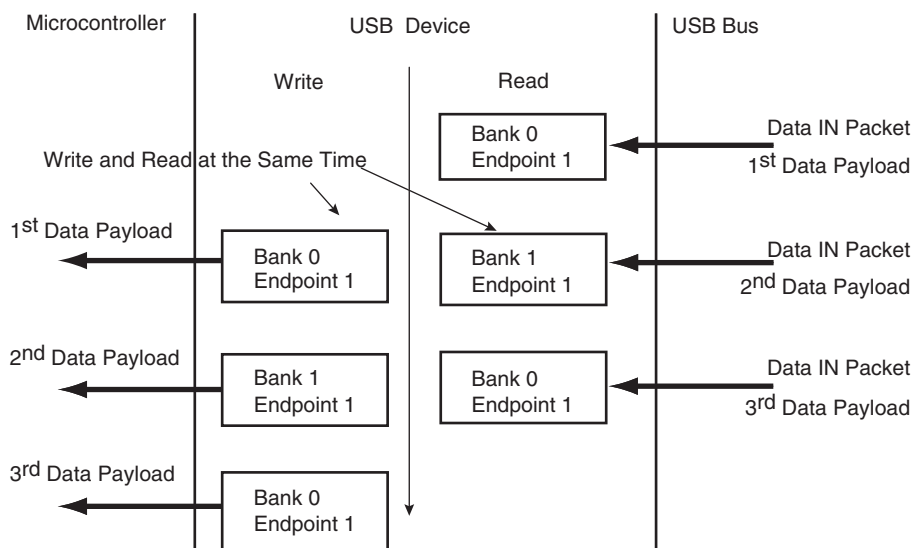 Microcontroller
USB Device
USB Bus
Write
Read
Bank 0
Endpoint 1
Data IN Packet
1st Data Payload
Write and Read at the Same Time
1st Data Payload
Bank 0
Endpoint 1
Bank 1
Endpoint 1
Data IN Packet
2nd Data Payload
2nd Data Payload
Bank 1
Endpoint 1
Bank 0
Endpoint 1
Data IN Packet
3rd Data Payload
3rd Data Payload
Bank 0
Endpoint 1